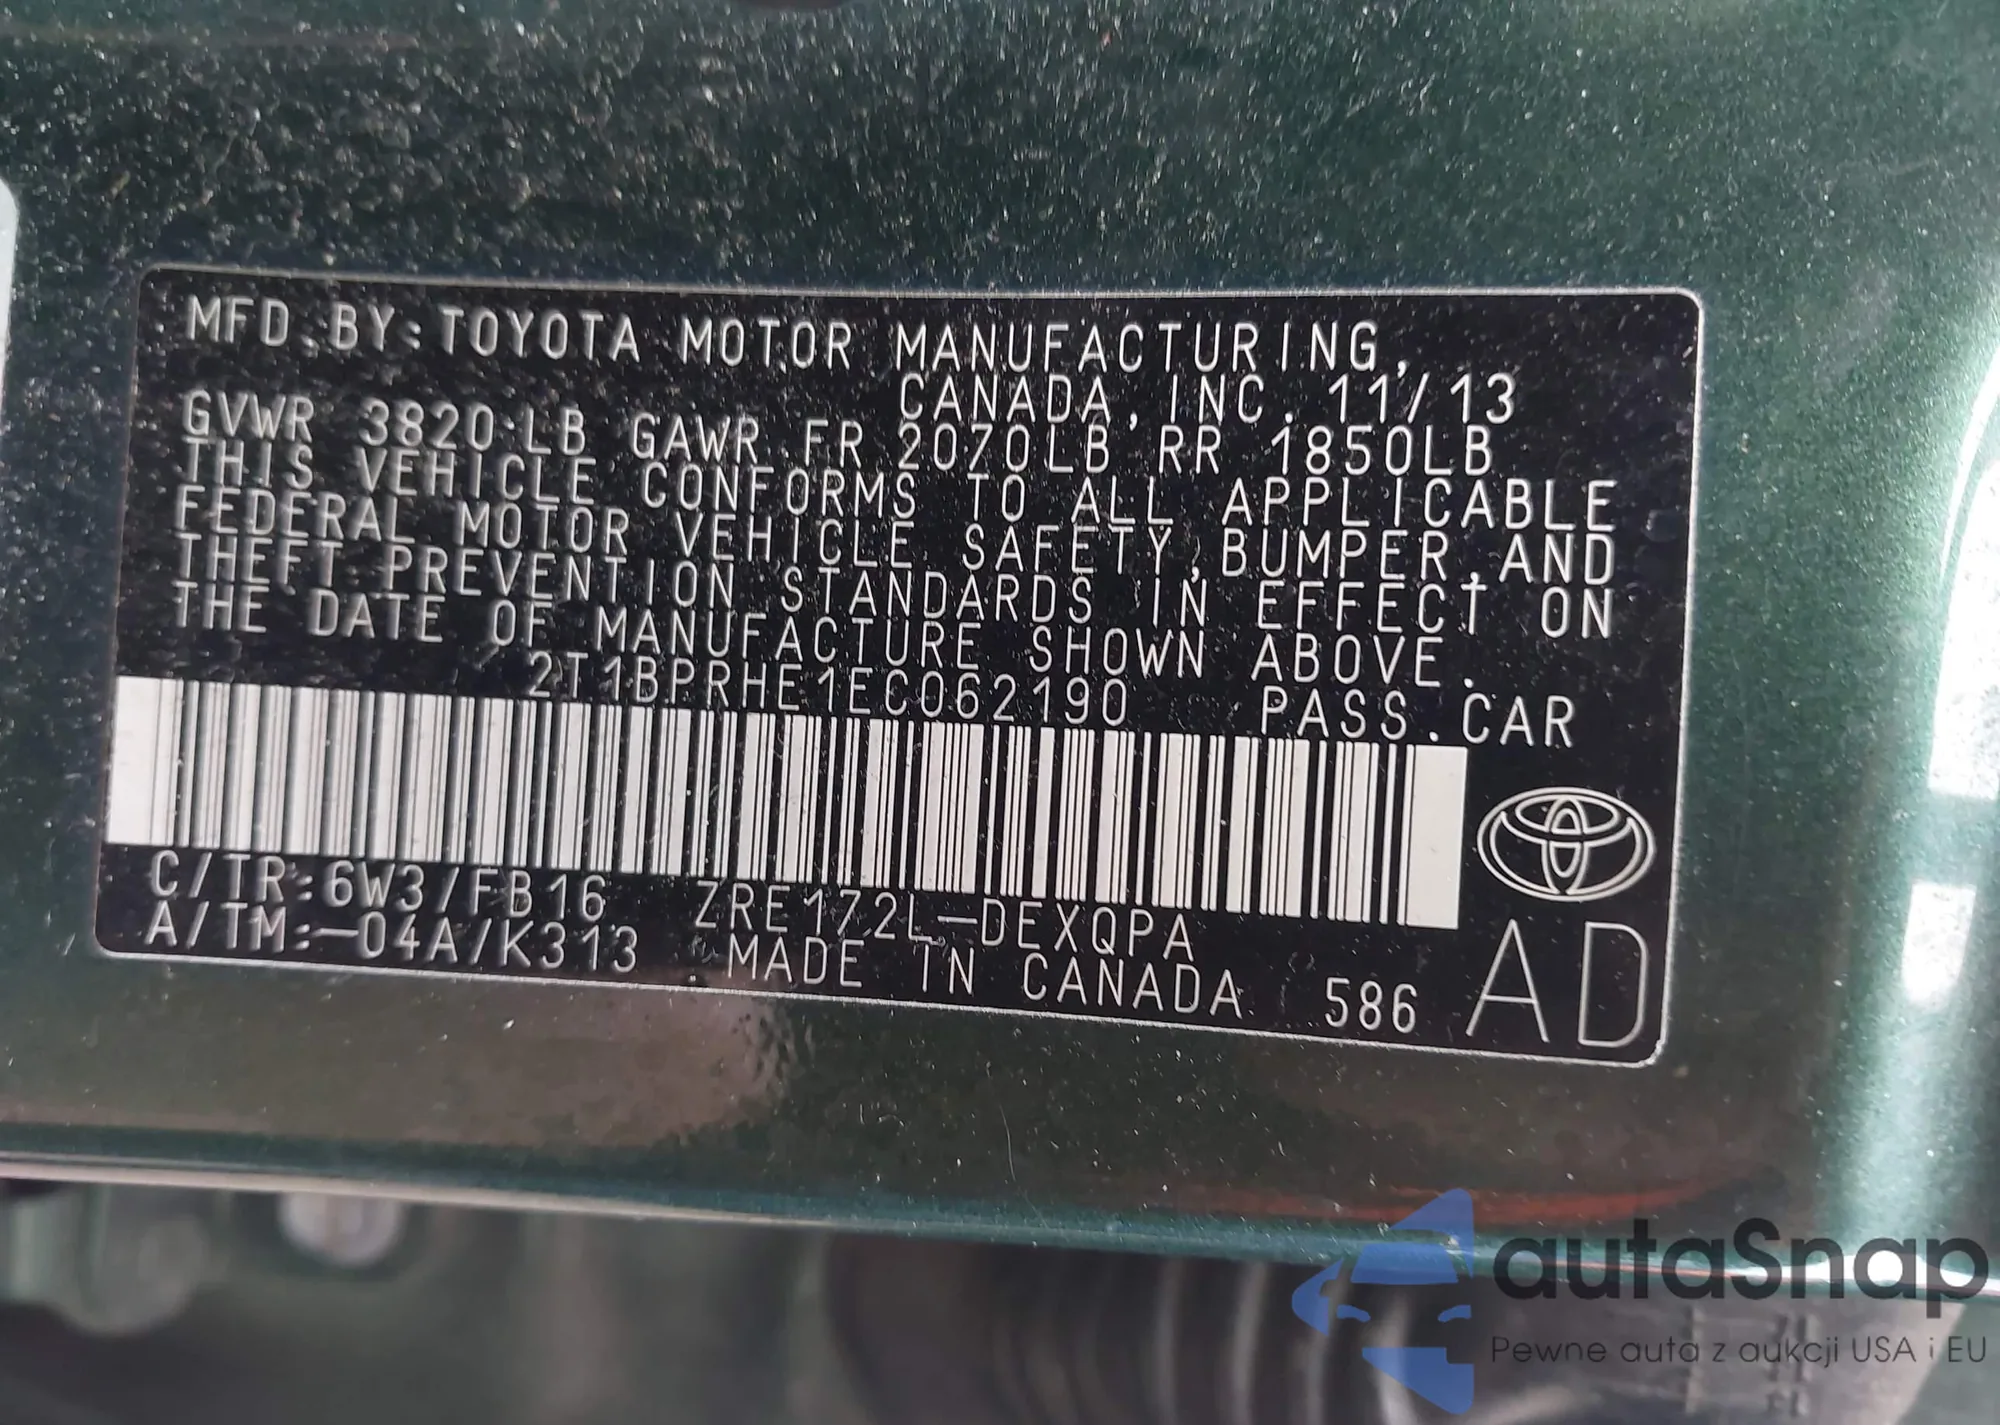 MFD. BY: TOYOTA MOTOR MANUFACTURING,
CANADA, INC. 11/13
GVWR 3820 LB GAWR FR 2070LB RR 1850LB
THIS VEHICLE CONFORMS TO ALL APPLICABLE
FEDERAL MOTOR VEHICLE SAFETY, BUMPER, AND
THEFT PREVENTION STANDARDS IN EFFECT ON
THE DATE OF MANUFACTURE SHOWN ABOVE.
2T1BPRHE1EC062190 PASS. CAR
C/TR: 6W3/FB16 ZRE172L-DEXQPA
A/TM: -04A/K313 MADE IN CANADA 586
AD
autaSnap
Pewne auta z aukcji USA i EU